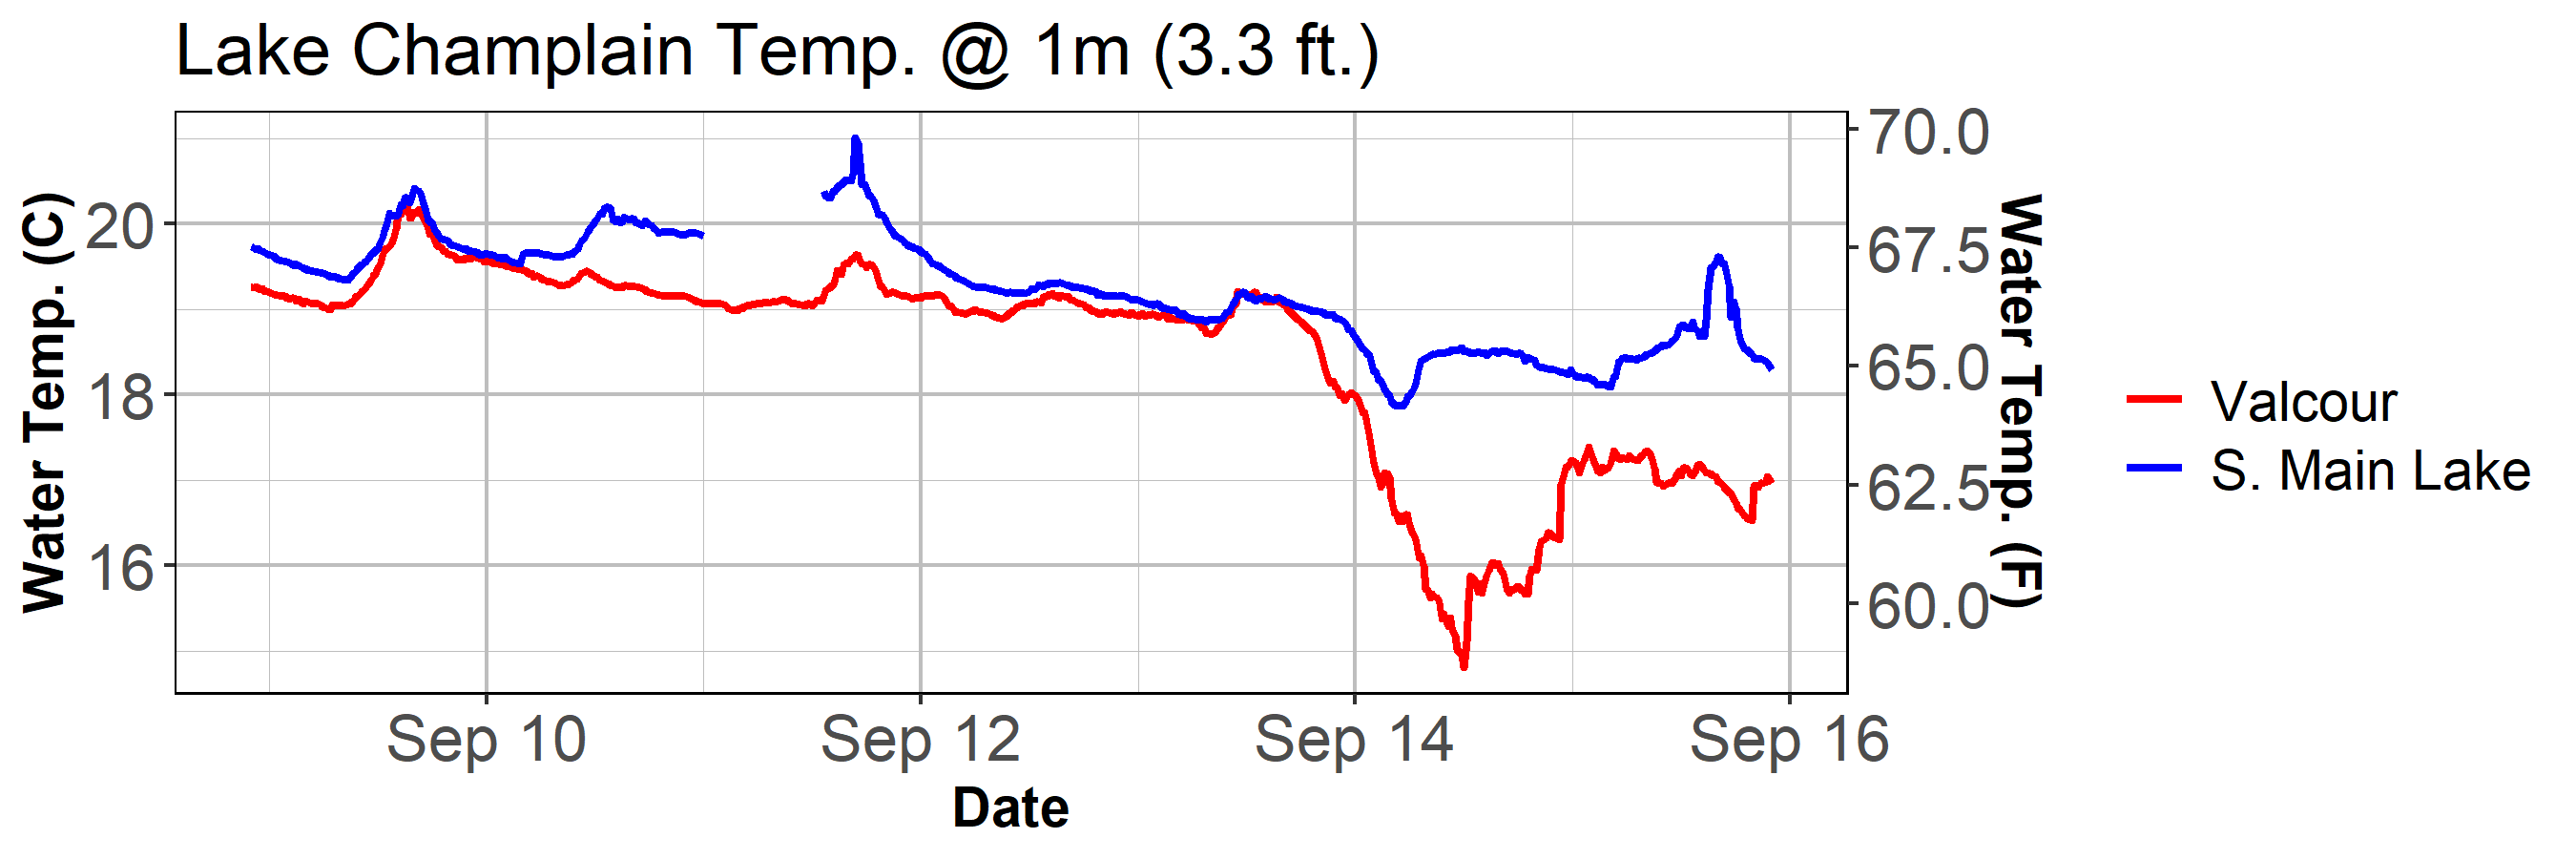 Lake Champlain Temp. @ 1m (3.3 ft.)
Water Temp. (C)
20
18
16
70.0
67.5
65.0
62.5
60.0
Water Temp. (F)
Valcour
S. Main Lake
Sep 10
Sep 12
Sep 14
Sep 16
Date